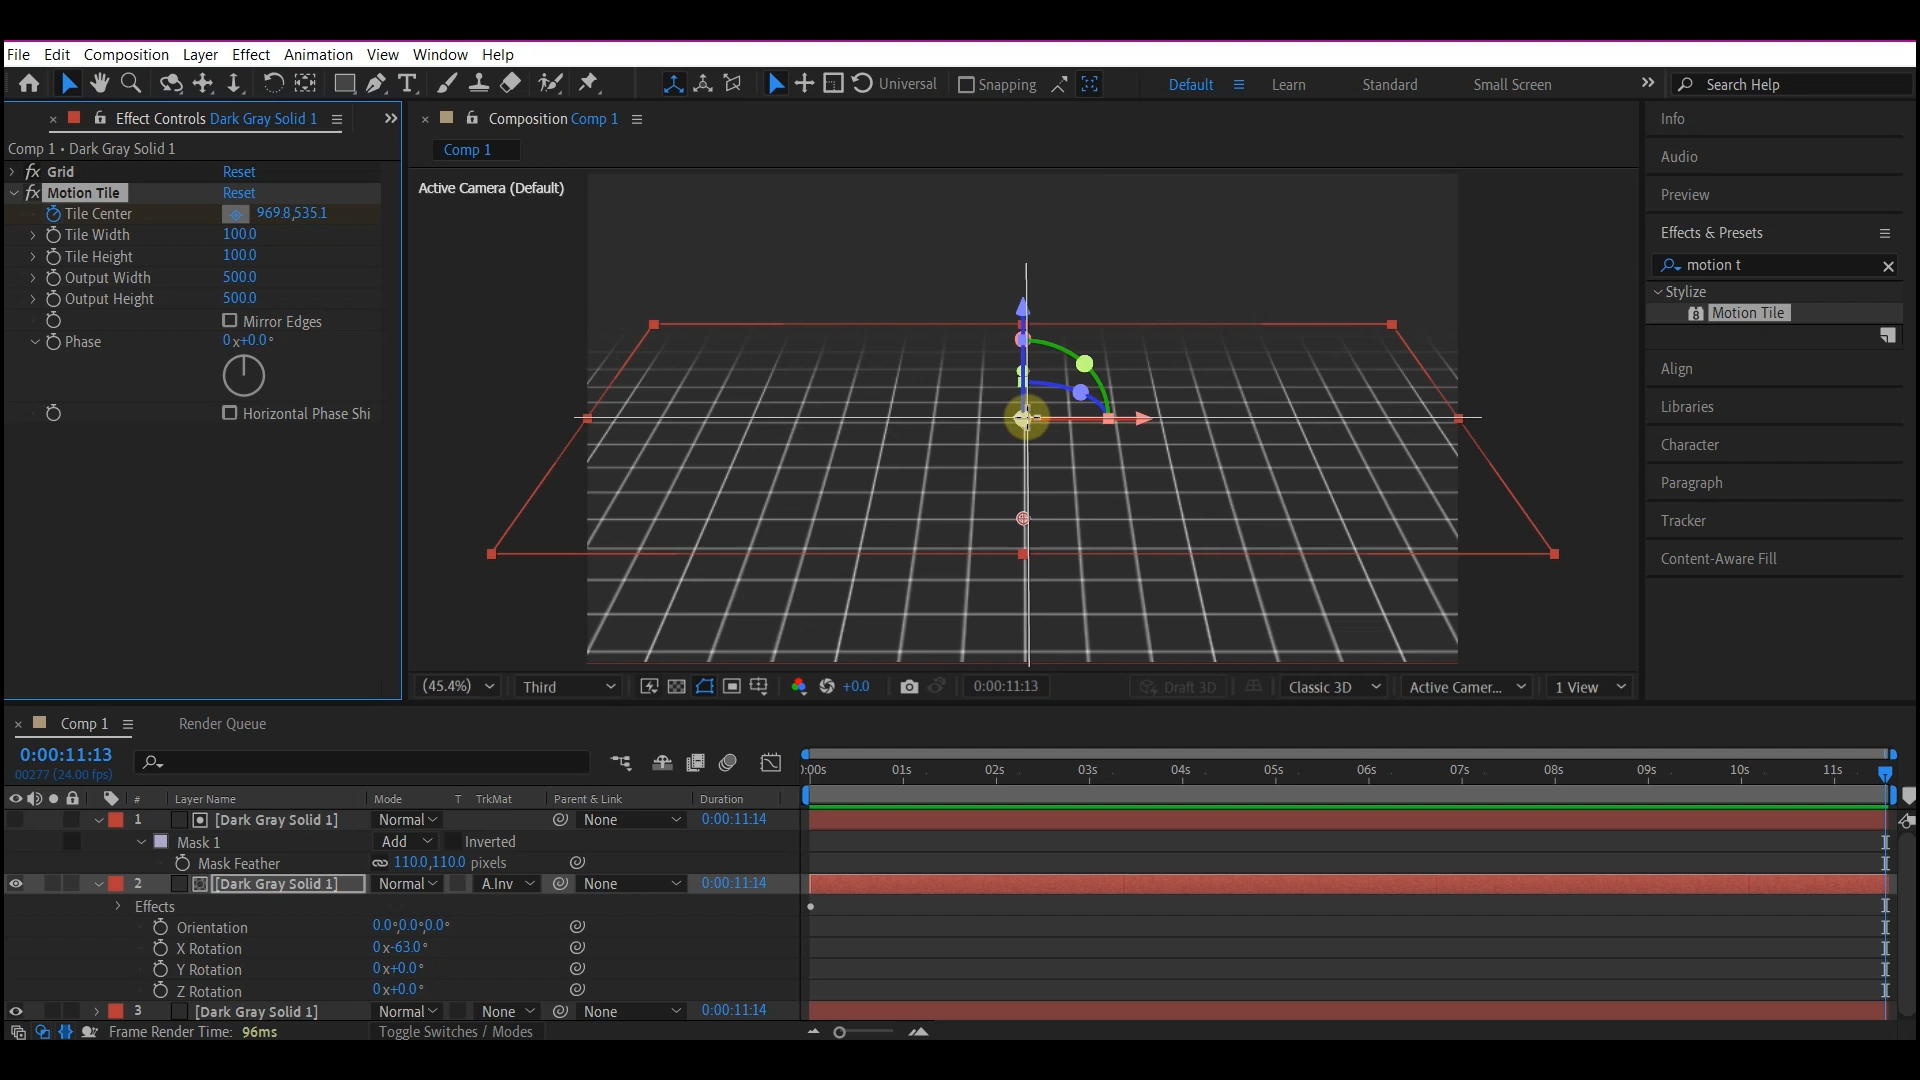 File Edit Composition Layer Effect Animation View Window Help
Universal Snapping Default Learn Standard Small Screen Search Help
Effect Controls Dark Gray Solid 1
Comp 1 • Dark Gray Solid 1
fx Grid Reset
fx Motion Tile Reset
Tile Center 969.8,535.1
Tile Width 100.0
Tile Height 100.0
Output Width 500.0
Output Height 500.0
Mirror Edges
Phase 0x+0.0°
Horizontal Phase Shi
Composition Comp 1
Comp 1
Active Camera (Default)
(45.4%) Third +0.0 0:00:11:13 Draft 3D Classic 3D Active Camer... 1 View
Info
Audio
Preview
Effects & Presets
motion t
Stylize
8 Motion Tile
Align
Libraries
Character
Paragraph
Tracker
Content-Aware Fill
Comp 1 Render Queue
0:00:11:13
00277 (24.00 fps)
):00s 01s 02s 03s 04s 05s 06s 07s 08s 09s 10s 11s
# Layer Name Mode T TrkMat Parent & Link Duration
1 [Dark Gray Solid 1] Normal None 0:00:11:14
Mask 1 Add Inverted
Mask Feather 110.0,110.0 pixels
2 [Dark Gray Solid 1] Normal A.Inv None 0:00:11:14
Effects
Orientation 0.0°,0.0°,0.0°
X Rotation 0x-63.0°
Y Rotation 0x+0.0°
Z Rotation 0x+0.0°
3 [Dark Gray Solid 1] Normal None None 0:00:11:14
Frame Render Time: 96ms Toggle Switches / Modes